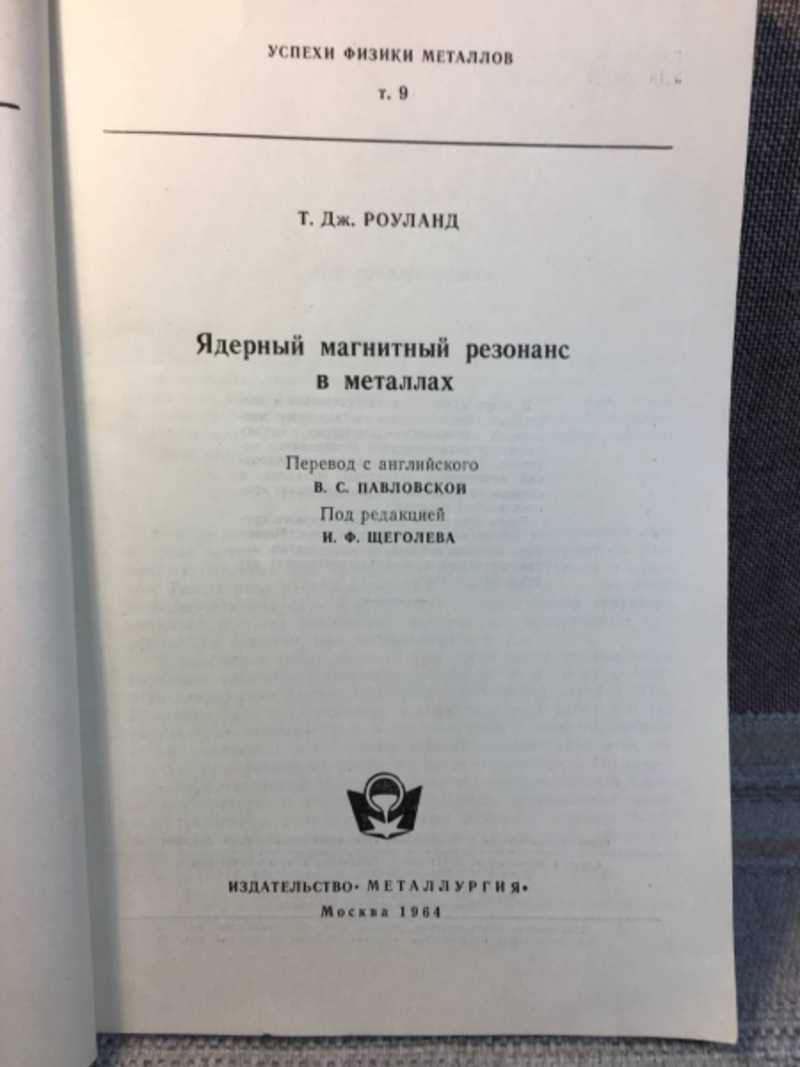 УСПЕХИ ФИЗИКИ МЕТАЛЛОВ
т. 9
Т. Дж. РОУЛАНД
Ядерный магнитный резонанс
в металлах
Перевод с английского
В. С. ПАВЛОВСКОЙ
Под редакцией
И. Ф. ЩЕГОЛЕВА
ИЗДАТЕЛЬСТВО «МЕТАЛЛУРГИЯ»
Москва 1964